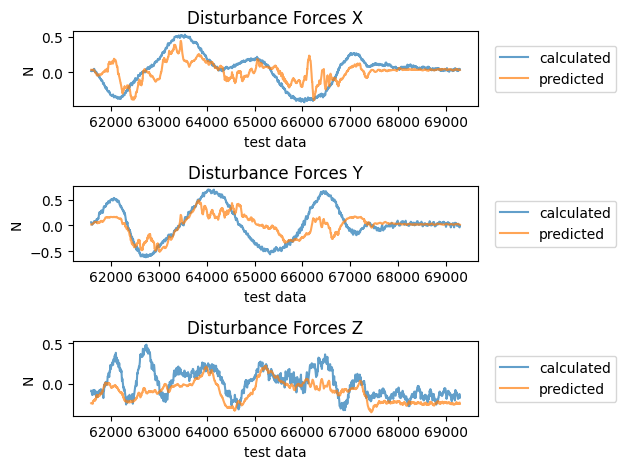 Disturbance Forces X
0.5
0.0
N
62000 63000 64000 65000 66000 67000 68000 69000
test data
calculated
predicted
Disturbance Forces Y
0.5
0.0
−0.5
N
62000 63000 64000 65000 66000 67000 68000 69000
test data
calculated
predicted
Disturbance Forces Z
0.5
0.0
N
62000 63000 64000 65000 66000 67000 68000 69000
test data
calculated
predicted